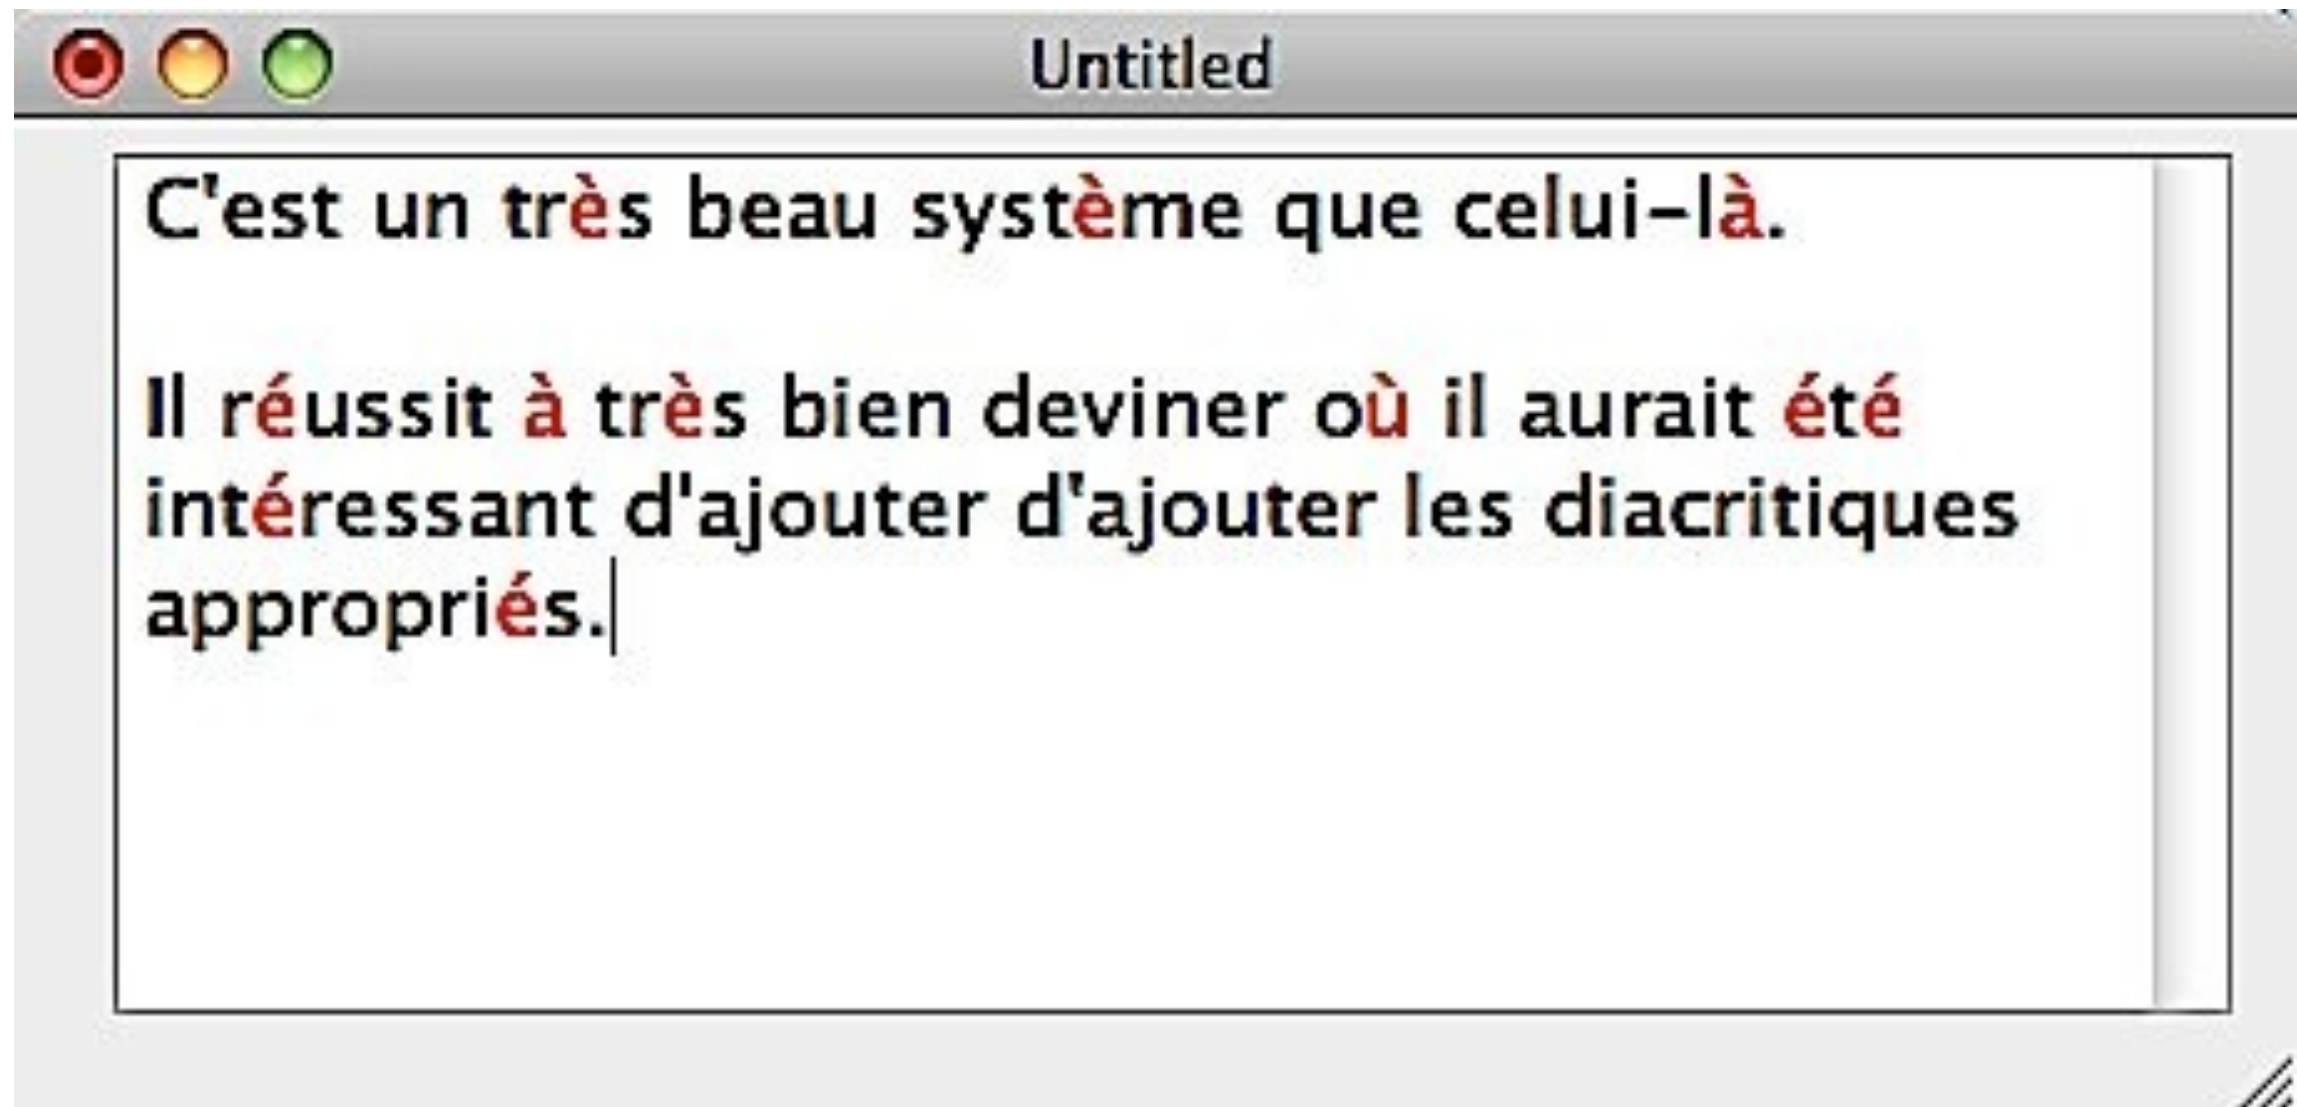 Untitled
C'est un très beau système que celui-là.
Il réussit à très bien deviner où il aurait été
intéressant d'ajouter d'ajouter les diacritiques
appropriés.